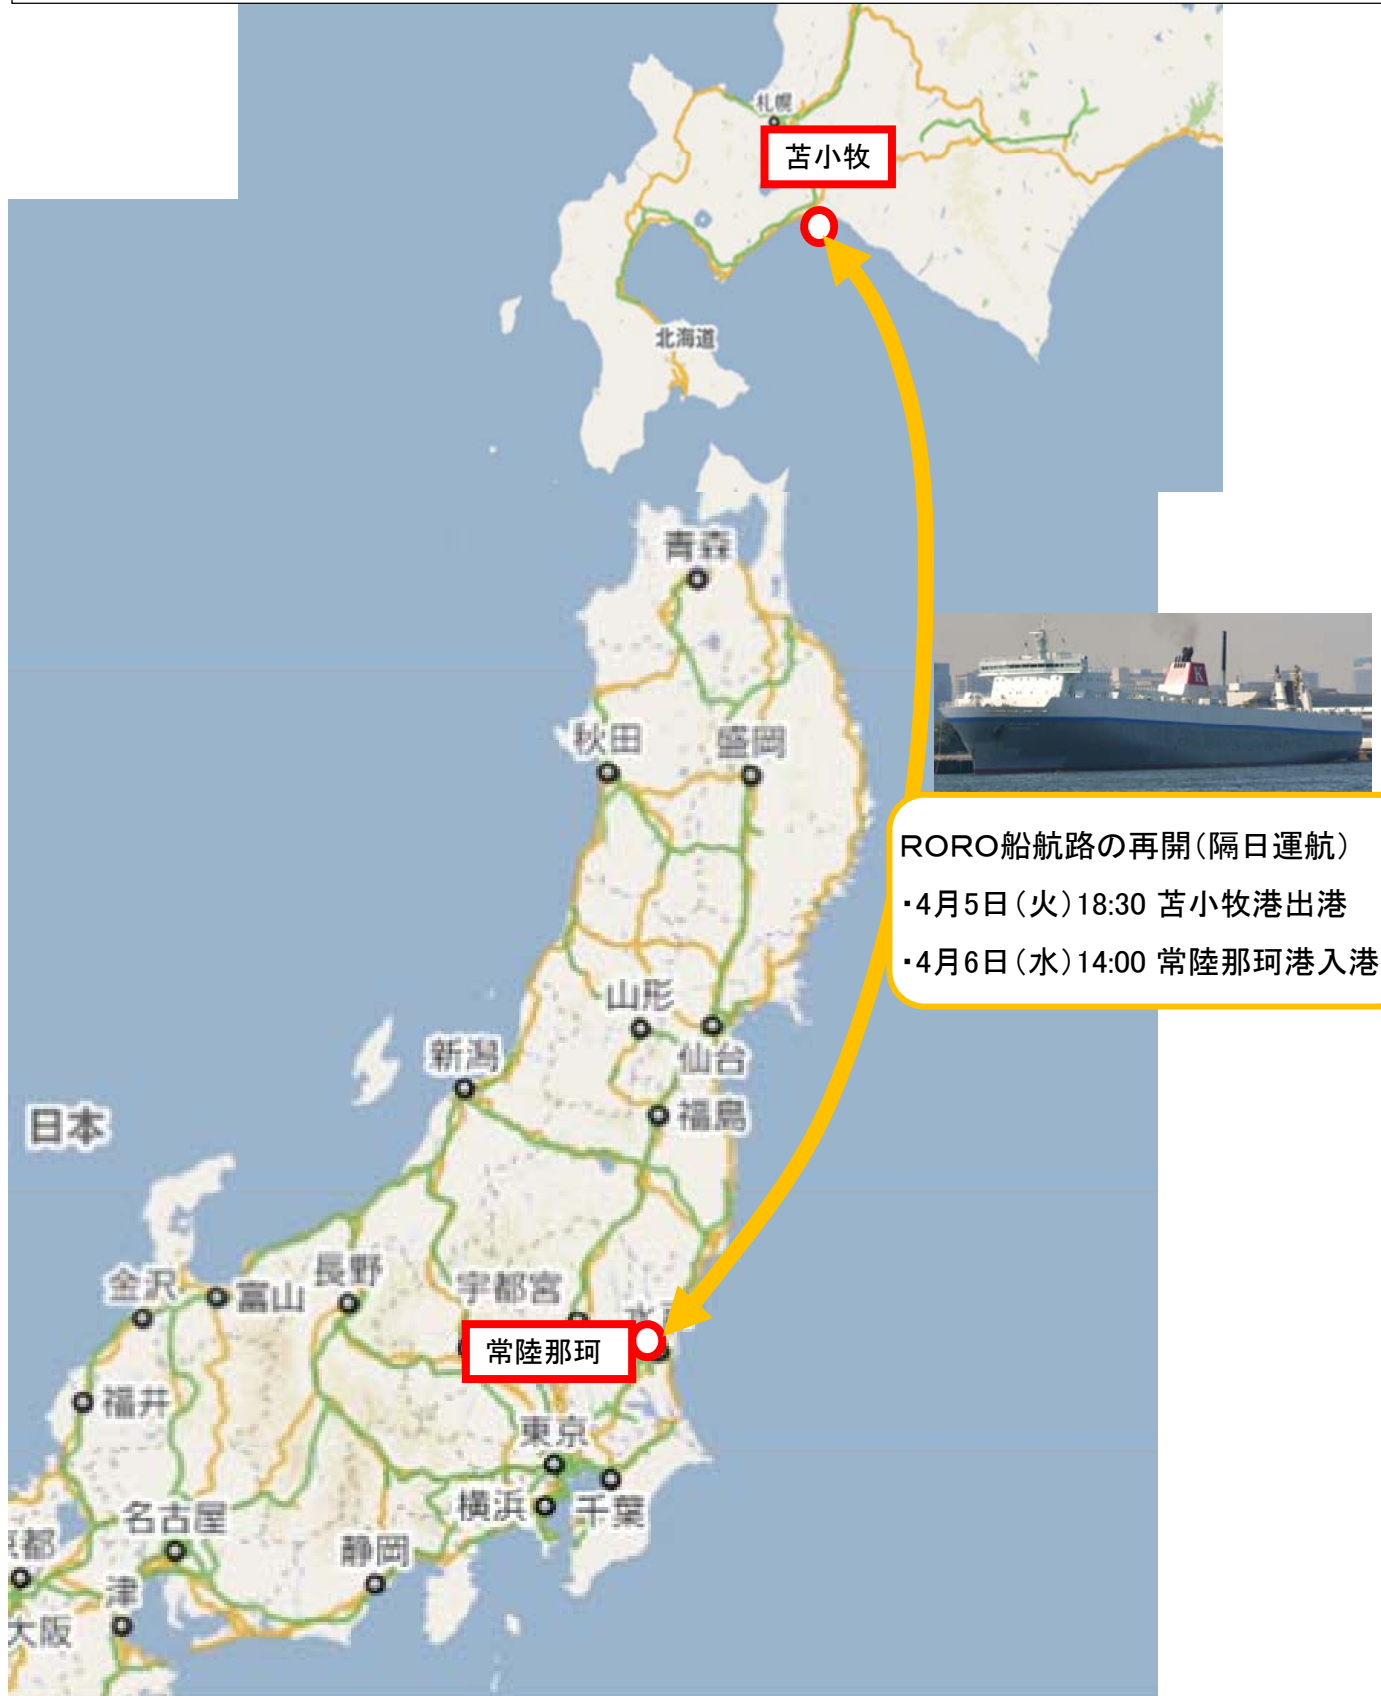 札幌
苫小牧
北海道
青森
秋田
盛岡
K
RORO船航路の再開(隔日運航)
・4月5日(火)18:30 苫小牧港出港
・4月6日(水)14:00 常陸那珂港入港
山形
仙台
新潟
福島
日本
金沢
富山
長野
宇都宮
水戸
常陸那珂
福井
東京
横浜
千葉
名古屋
静岡
京都
津
大阪